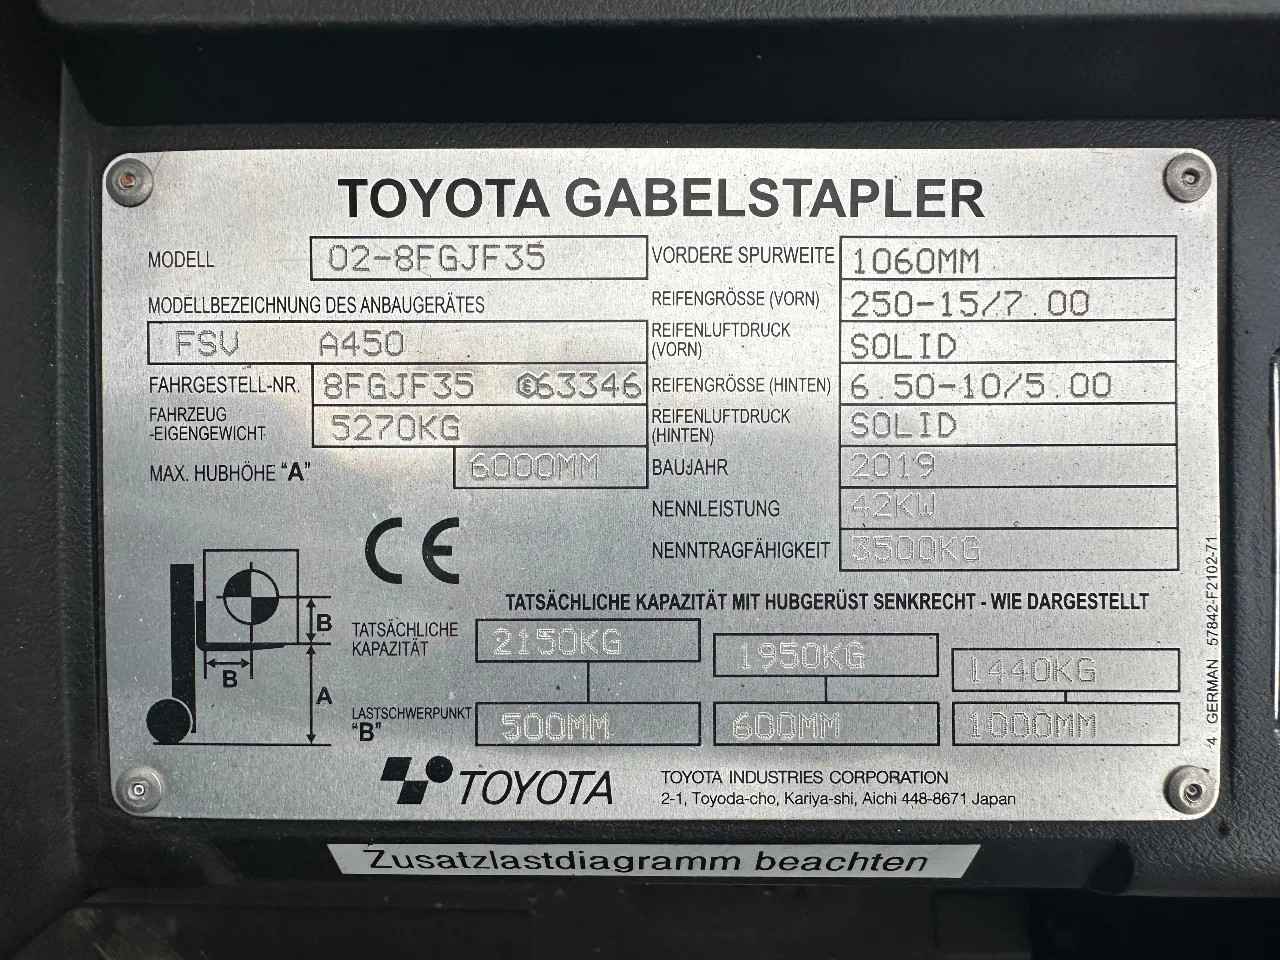 TOYOTA GABELSTAPLER
MODELL 02-8FGJF35
MODELLBEZEICHNUNG DES ANBAUGERÄTES
FSV A450
FAHRGESTELL-NR. 8FGJF35 E63346
FAHRZEUG
-EIGENGEWICHT 5270KG
MAX. HUBHÖHE "A" 6000MM
VORDERE SPURWEITE 1060MM
REIFENGRÖSSE (VORN) 250-15/7.00
REIFENLUFTDRUCK
(VORN) SOLID
REIFENGRÖSSE (HINTEN) 6.50-10/5.00
REIFENLUFTDRUCK
(HINTEN) SOLID
BAUJAHR 2019
NENNLEISTUNG 42KW
NENNTRAGFÄHIGKEIT 3500KG
CE
B
B
A
TATSÄCHLICHE KAPAZITÄT MIT HUBGERÜST SENKRECHT - WIE DARGESTELLT
TATSÄCHLICHE
KAPAZITÄT 2150KG 1950KG 1440KG
LASTSCHWERPUNKT
"B" 500MM 600MM 1000MM
TOYOTA
TOYOTA INDUSTRIES CORPORATION
2-1, Toyoda-cho, Kariya-shi, Aichi 448-8671 Japan
4 GERMAN 57842-F2102-71
Zusatzlastdiagramm beachten